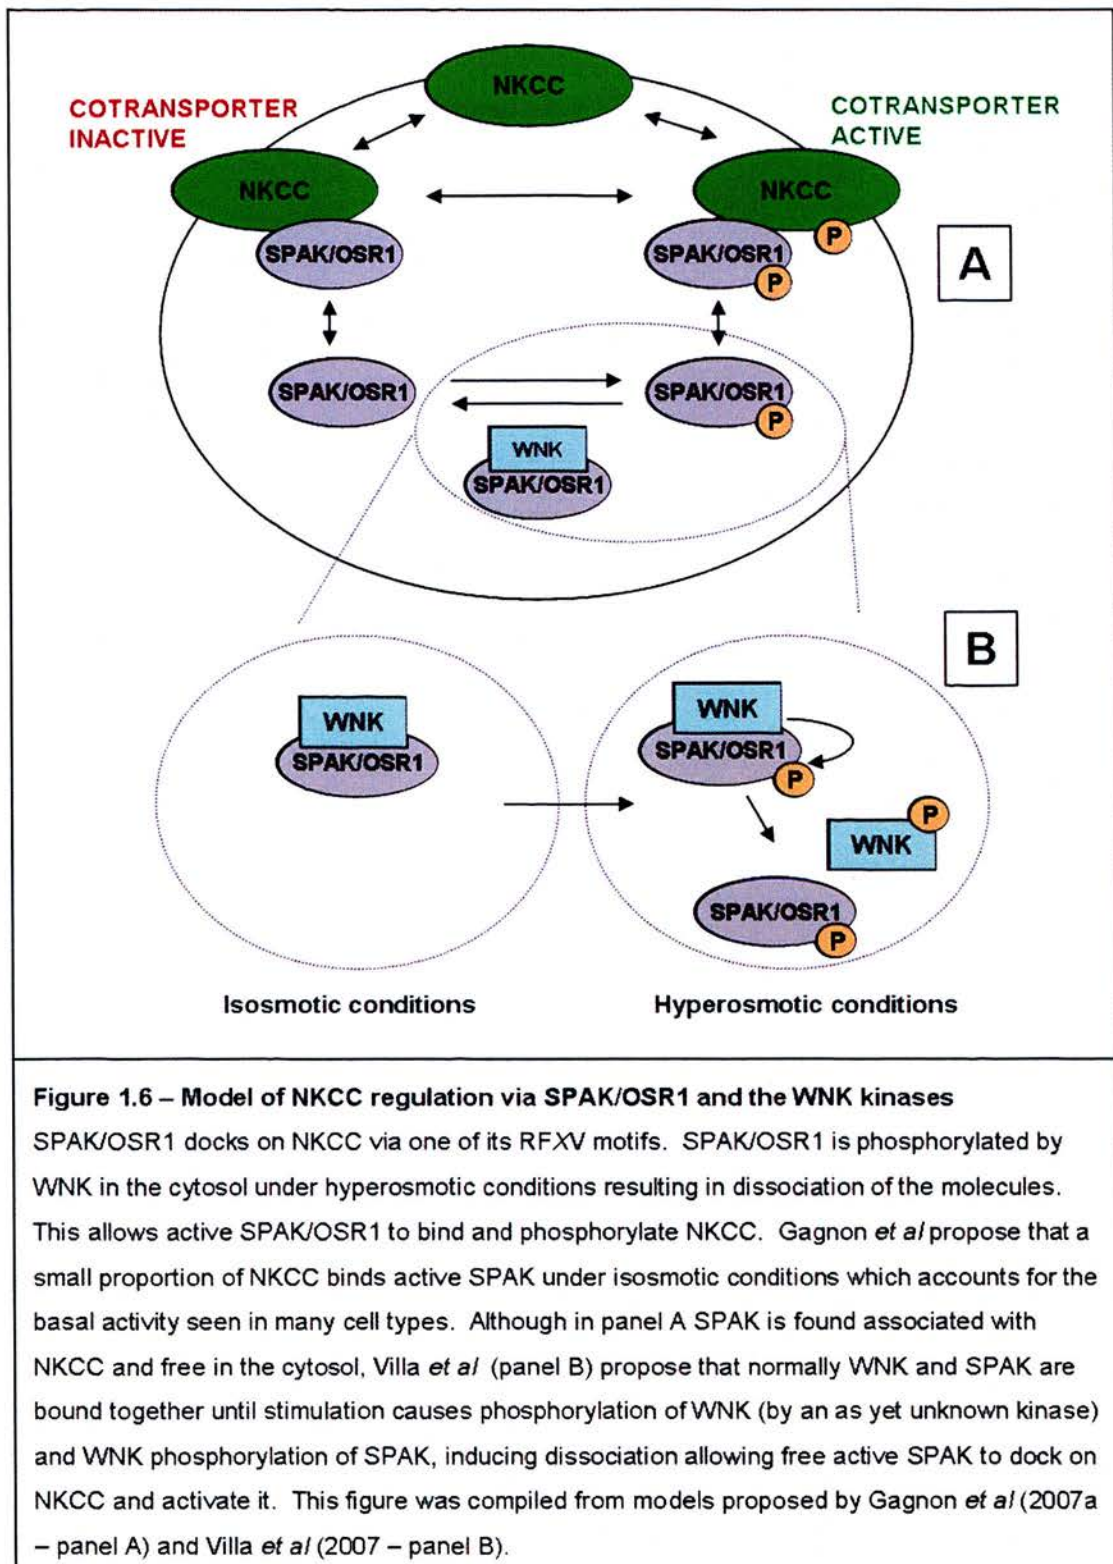 NKCC
COTRANSPORTER
INACTIVE
COTRANSPORTER
ACTIVE
NKCC
NKCC
P
SPAK/OSR1
SPAK/OSR1
P
A
SPAK/OSR1
SPAK/OSR1
P
WNK
SPAK/OSR1
B
WNK
SPAK/OSR1
WNK
SPAK/OSR1
P
P
WNK
SPAK/OSR1
P
Isosmotic conditions
Hyperosmotic conditions
Figure 1.6 – Model of NKCC regulation via SPAK/OSR1 and the WNK kinases
SPAK/OSR1 docks on NKCC via one of its RFXV motifs. SPAK/OSR1 is phosphorylated by
WNK in the cytosol under hyperosmotic conditions resulting in dissociation of the molecules.
This allows active SPAK/OSR1 to bind and phosphorylate NKCC. Gagnon et al propose that a
small proportion of NKCC binds active SPAK under isosmotic conditions which accounts for the
basal activity seen in many cell types. Although in panel A SPAK is found associated with
NKCC and free in the cytosol, Villa et al (panel B) propose that normally WNK and SPAK are
bound together until stimulation causes phosphorylation of WNK (by an as yet unknown kinase)
and WNK phosphorylation of SPAK, inducing dissociation allowing free active SPAK to dock on
NKCC and activate it. This figure was compiled from models proposed by Gagnon et al (2007a
– panel A) and Villa et al (2007 – panel B).